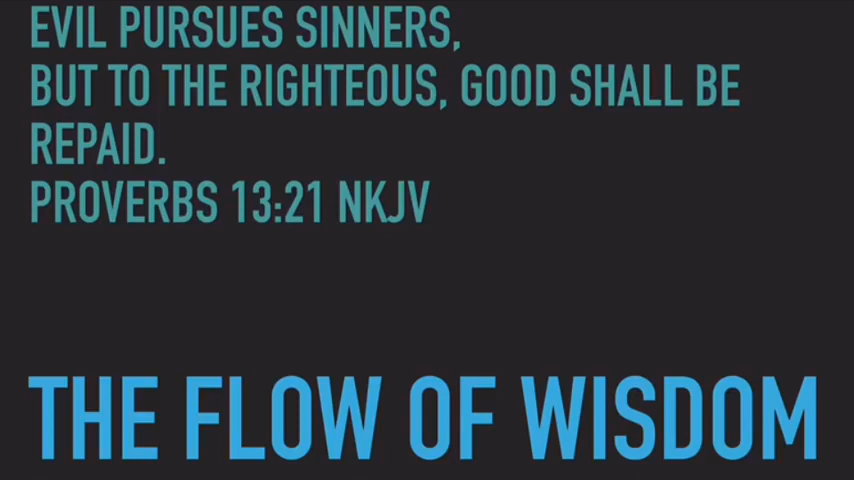 EVIL PURSUES SINNERS,
BUT TO THE RIGHTEOUS, GOOD SHALL BE
REPAID.
PROVERBS 13:21 NKJV
THE FLOW OF WISDOM